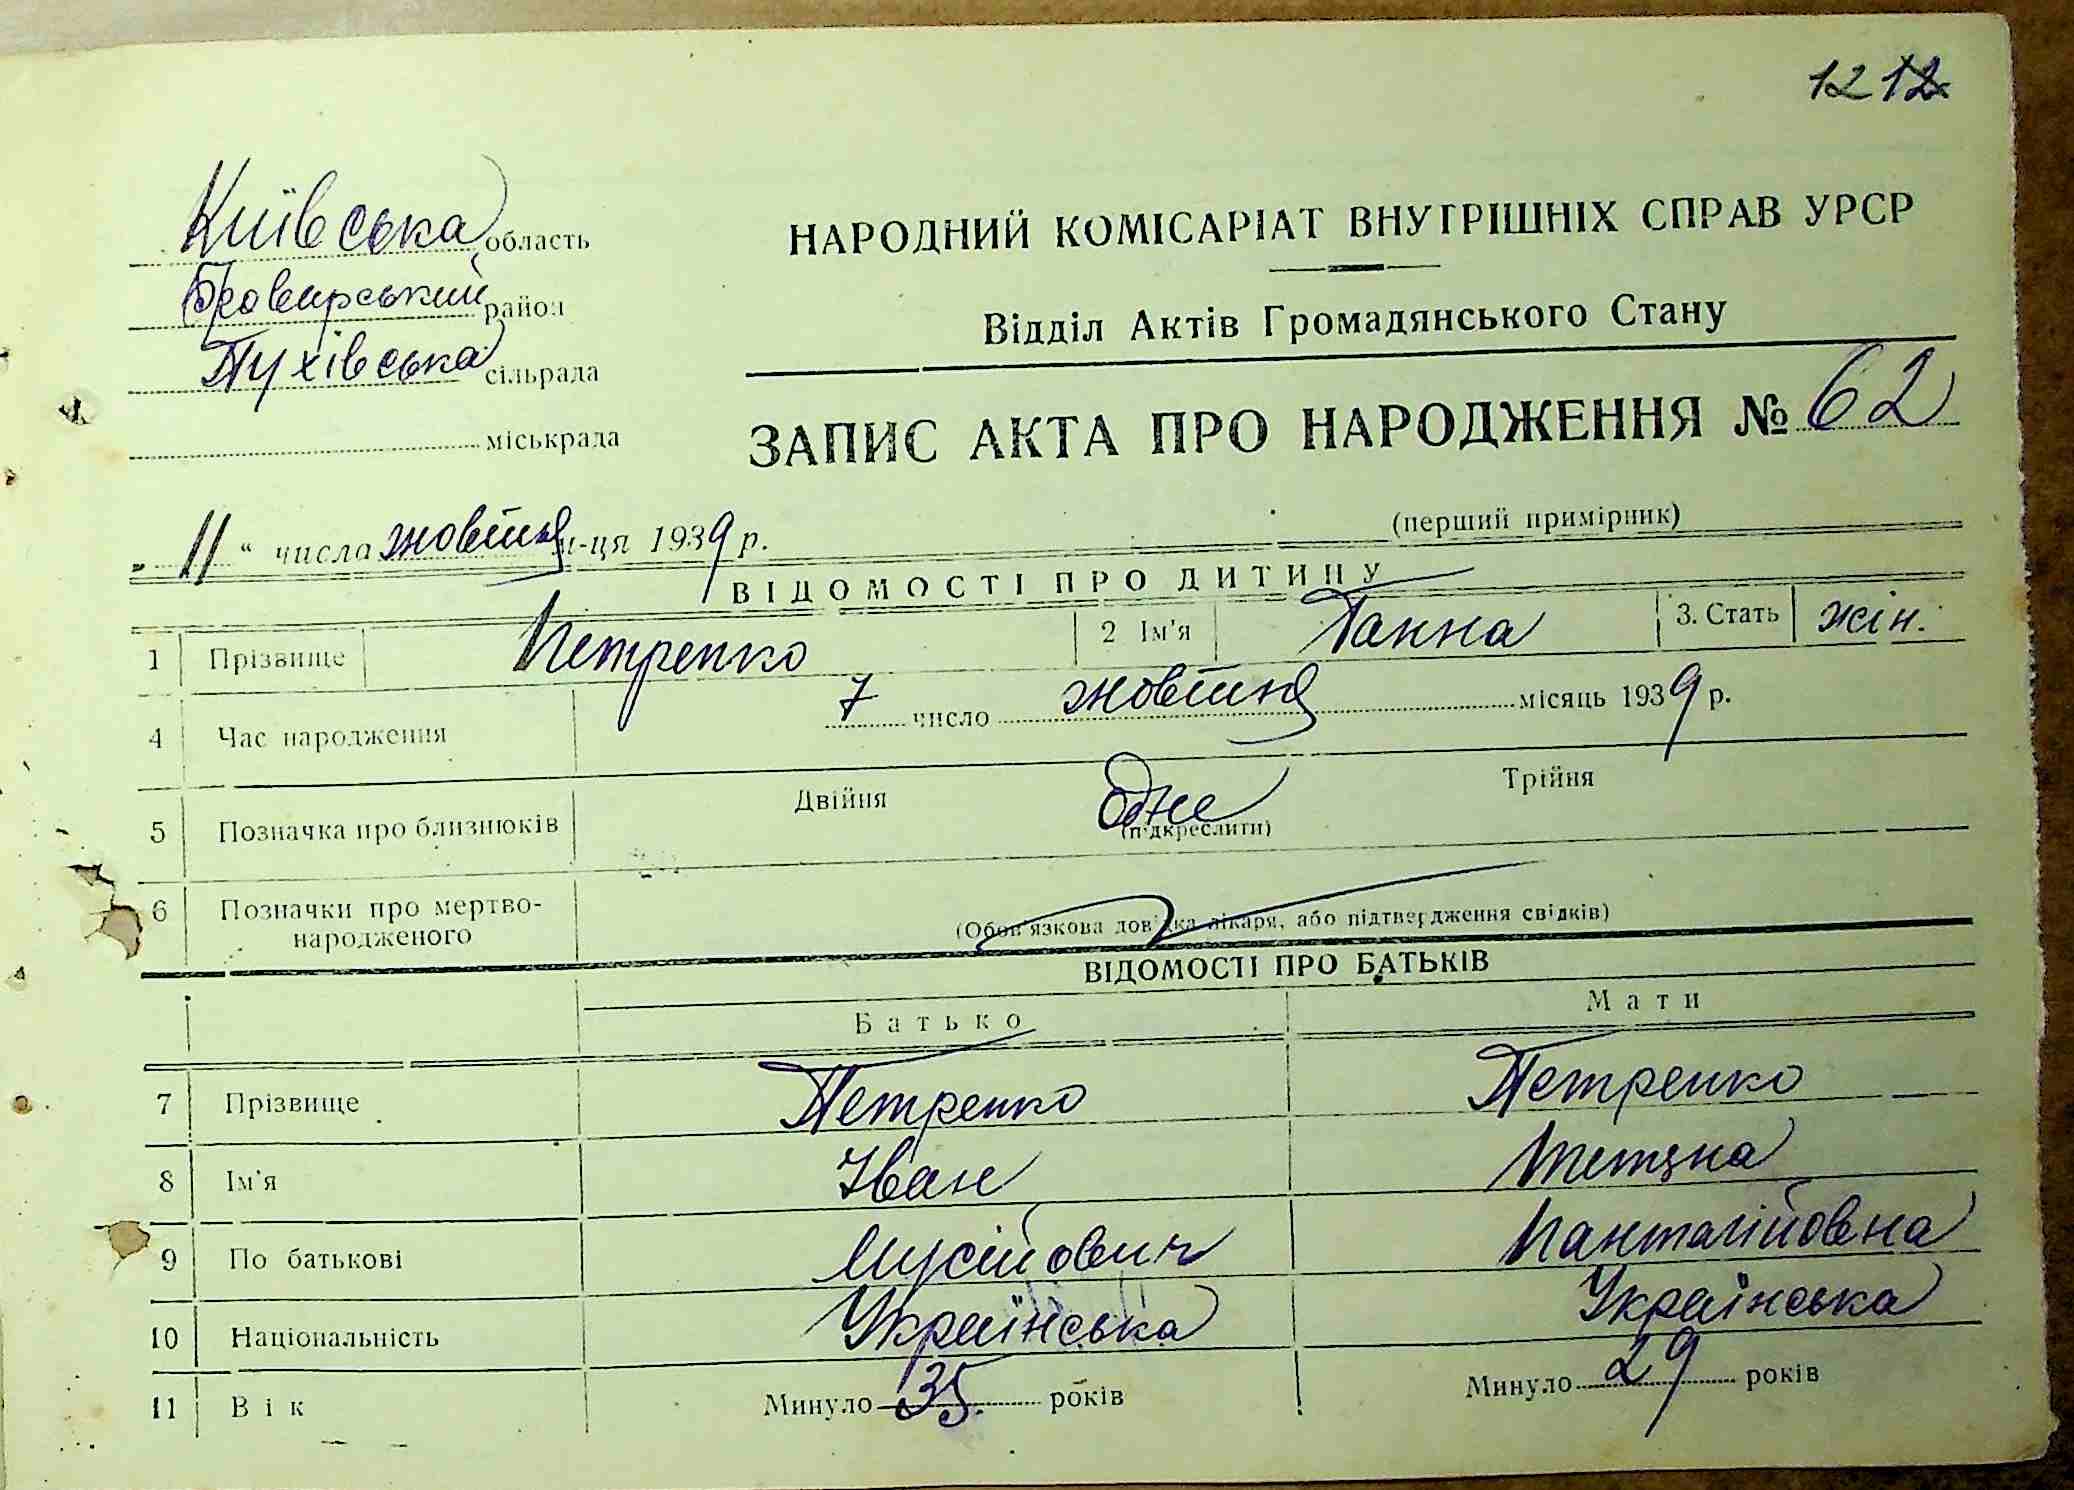 12 12
Київська область
Броварський район
Пухівська сільрада
міськрада
НАРОДНИЙ КОМІСАРІАТ ВНУТРІШНІХ СПРАВ УРСР
Відділ Актів Громадянського Стану
ЗАПИС АКТА ПРО НАРОДЖЕННЯ № 62
(перший примірник)
„ 11 “ числа жовтня м-ця 1939 р.
ВІДОМОСТІ ПРО ДИТИНУ
1 Прізвище Петренко 2 Ім'я Ганна 3. Стать жін.
4 Час народження 7 число жовтня місяць 1939 р.
5 Позначка про близнюків Двійня одне Трійня
(підкреслити)
6 Позначки про мертво-
народженого (Обов'язкова довідка лікаря, або підтвердження свідків)
ВІДОМОСТІ ПРО БАТЬКІВ
Батько Мати
7 Прізвище Петренко Петренко
8 Ім'я Іван
9 По батькові Мусійович
10 Національність Українська Українська
11 Вік Минуло 35 років Минуло 29 років